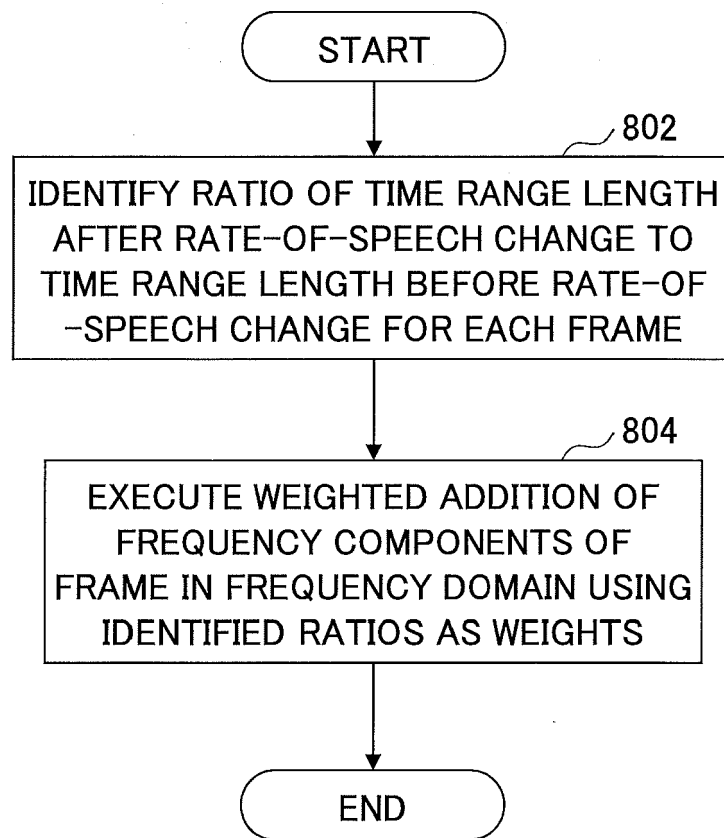 START
802
IDENTIFY RATIO OF TIME RANGE LENGTH
AFTER RATE-OF-SPEECH CHANGE TO
TIME RANGE LENGTH BEFORE RATE-OF
-SPEECH CHANGE FOR EACH FRAME
804
EXECUTE WEIGHTED ADDITION OF
FREQUENCY COMPONENTS OF
FRAME IN FREQUENCY DOMAIN USING
IDENTIFIED RATIOS AS WEIGHTS
END